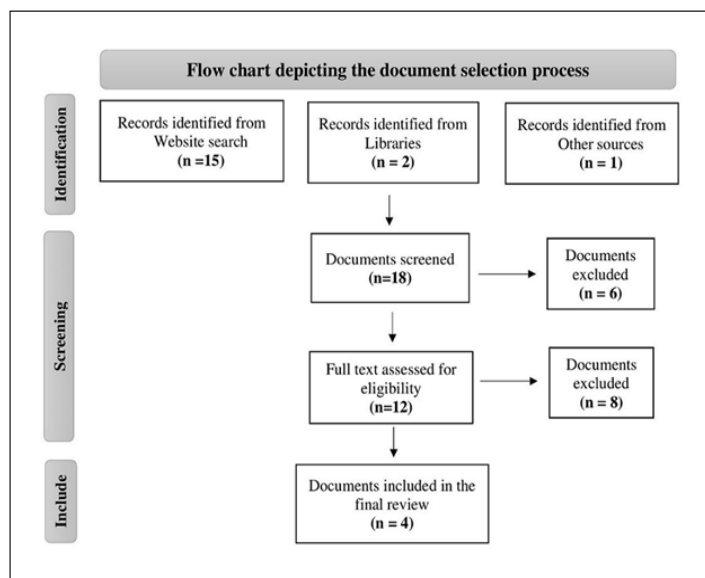 Flow chart depicting the document selection process
Identification
Records identified from
Website search
(n =15)
Records identified from
Libraries
(n = 2)
Records identified from
Other sources
(n = 1)
Screening
Documents screened
(n=18)
Documents
excluded
(n = 6)
Full text assessed for
eligibility
(n=12)
Documents
excluded
(n = 8)
Include
Documents included in the
final review
(n = 4)